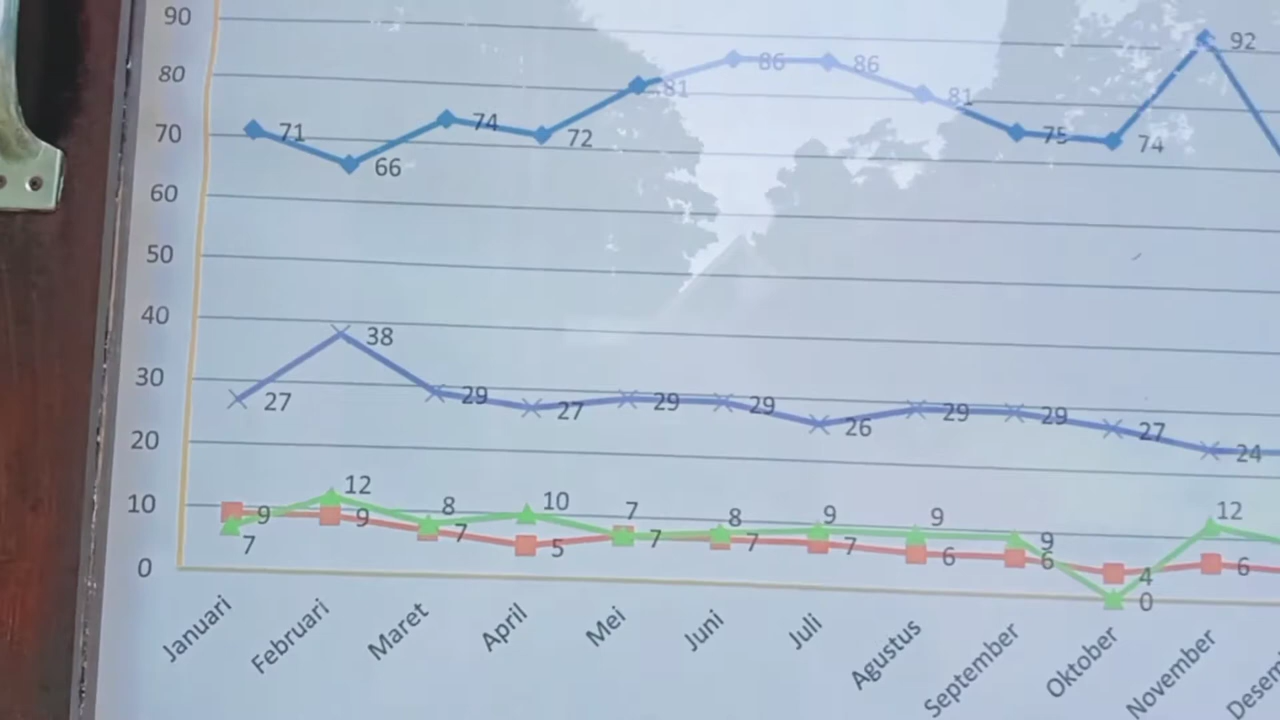 90
80
70
60
50
40
30
20
10
0
71 66 74 72 81 86 86 81 75 74 92
27 38 29 27 29 29 26 29 29 27 24
7 12 8 10 7 8 9 9 9 0 12
9 9 7 5 7 7 7 6 6 4 6
Januari Februari Maret April Mei Juni Juli Agustus September Oktober November Desem